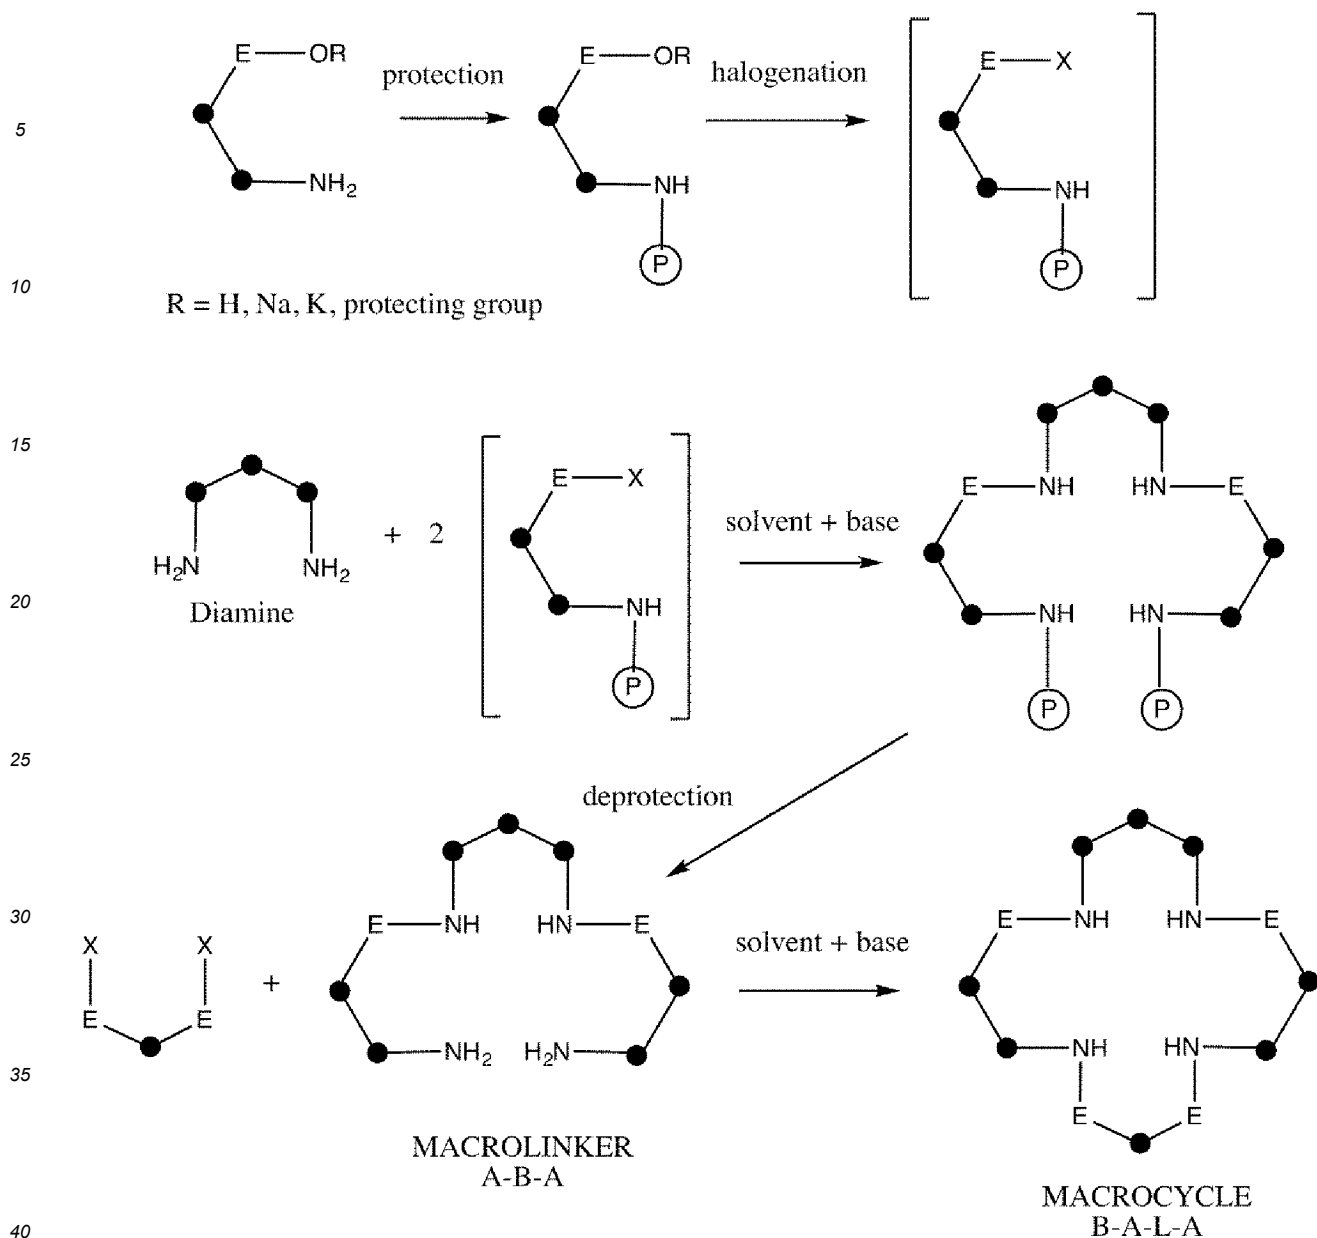 E OR protection E OR halogenation E X
5
NH₂ NH NH
P P
10
R = H, Na, K, protecting group
15
E X E NH HN E
H₂N NH₂ + 2 solvent + base
Diamine NH NH HN
20
P P P
25
deprotection
30
X X E NH HN E solvent + base E NH HN E
+
E E
NH₂ H₂N NH HN
35
E E
MACROLINKER
A-B-A
MACROCYCLE
B-A-L-A
40